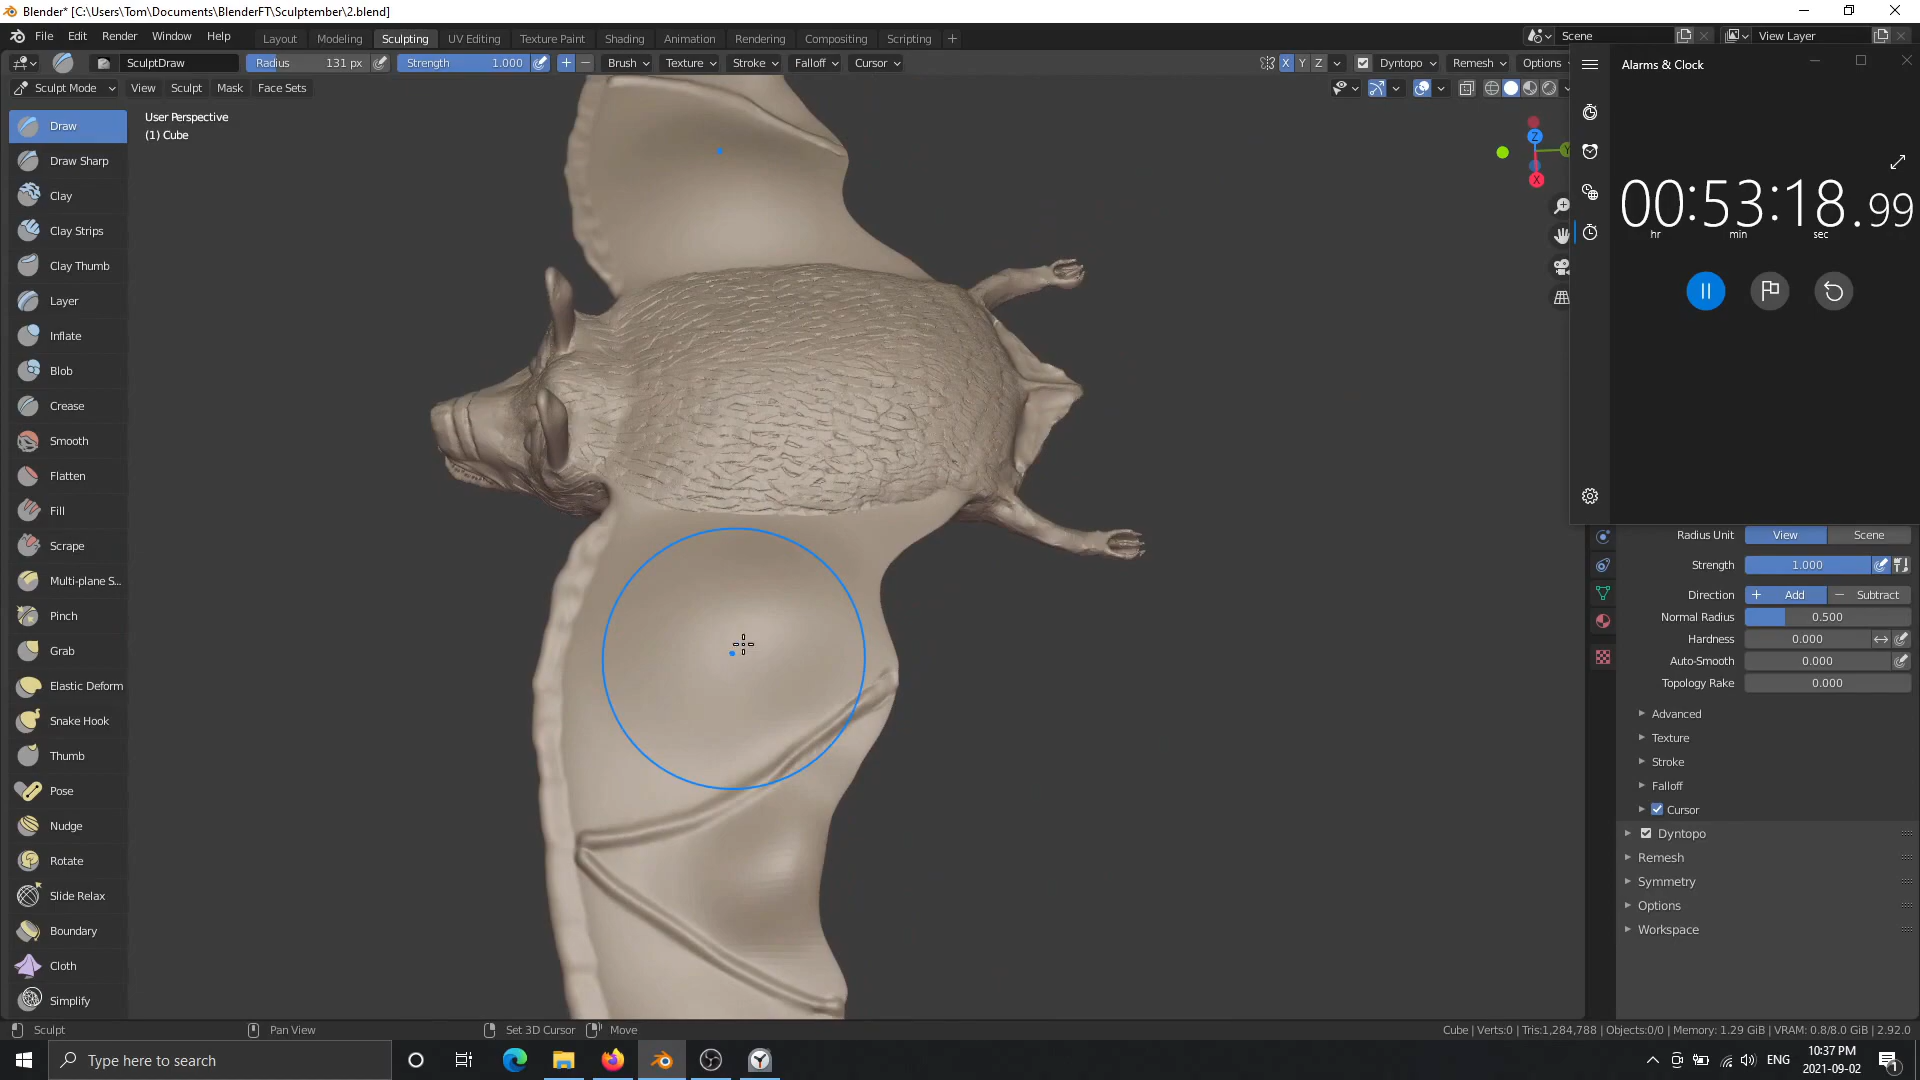 Blender* [C:\Users\Tom\Documents\BlenderFT\Sculptember\2.blend]
File Edit Render Window Help
Layout Modeling Sculpting UV Editing Texture Paint Shading Animation Rendering Compositing Scripting +
Scene View Layer
SculptDraw Radius 131 px Strength 1.000 + − Brush Texture Stroke Falloff Cursor X Y Z Dyntopo Remesh Options
Sculpt Mode View Sculpt Mask Face Sets
Alarms & Clock
User Perspective
(1) Cube
Z
Y
X
00:53:18.99
hr min sec
Draw
Draw Sharp
Clay
Clay Strips
Clay Thumb
Layer
Inflate
Blob
Crease
Smooth
Flatten
Fill
Scrape
Multi-plane S...
Pinch
Grab
Elastic Deform
Snake Hook
Thumb
Pose
Nudge
Rotate
Slide Relax
Boundary
Cloth
Simplify
Radius Unit View Scene
Strength 1.000
Direction + Add − Subtract
Normal Radius 0.500
Hardness 0.000
Auto-Smooth 0.000
Topology Rake 0.000
Advanced
Texture
Stroke
Falloff
Cursor
Dyntopo
Remesh
Symmetry
Options
Workspace
Sculpt Pan View Set 3D Cursor Move Cube | Verts:0 | Tris:1,284,788 | Objects:0/0 | Memory: 1.29 GiB | VRAM: 0.8/8.0 GiB | 2.92.0
Type here to search
ENG
10:37 PM
2021-09-02
1